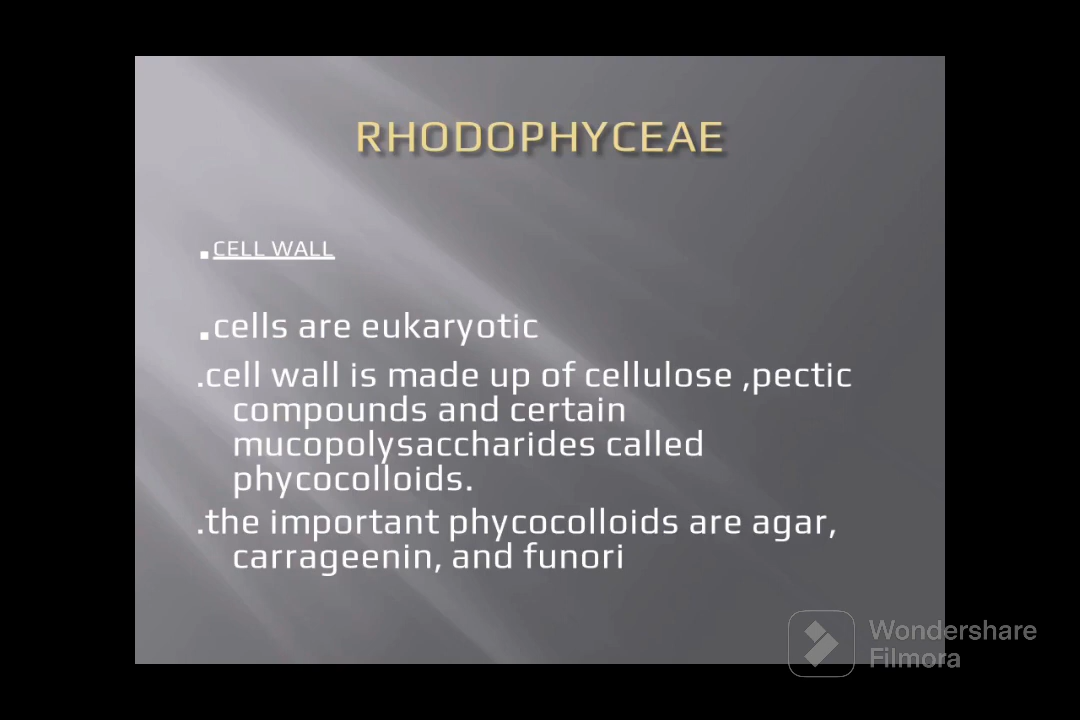 RHODOPHYCEAE
.CELL WALL
.cells are eukaryotic
.cell wall is made up of cellulose ,pectic
compounds and certain
mucopolysaccharides called
phycocolloids.
.the important phycocolloids are agar,
carrageenin, and funori
Wondershare
Filmora